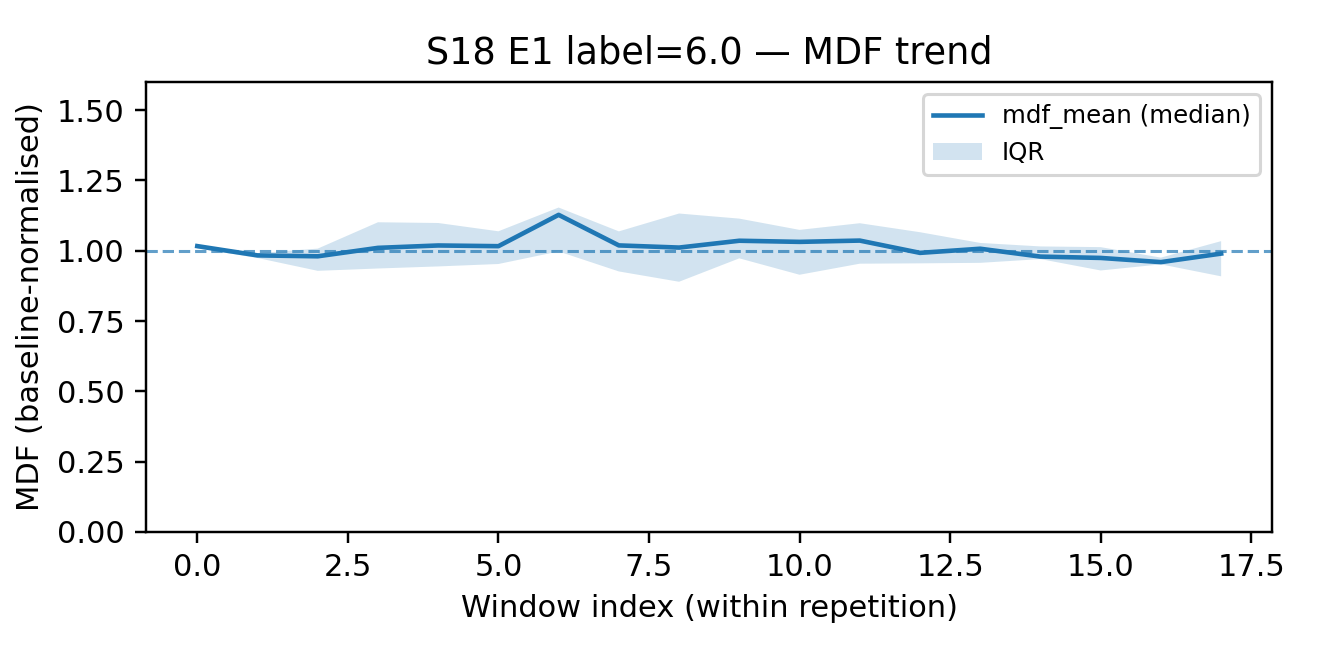 S18 E1 label=6.0 — MDF trend
MDF (baseline-normalised)
1.50
1.25
1.00
0.75
0.50
0.25
0.00
mdf_mean (median)
IQR
0.0 2.5 5.0 7.5 10.0 12.5 15.0 17.5
Window index (within repetition)